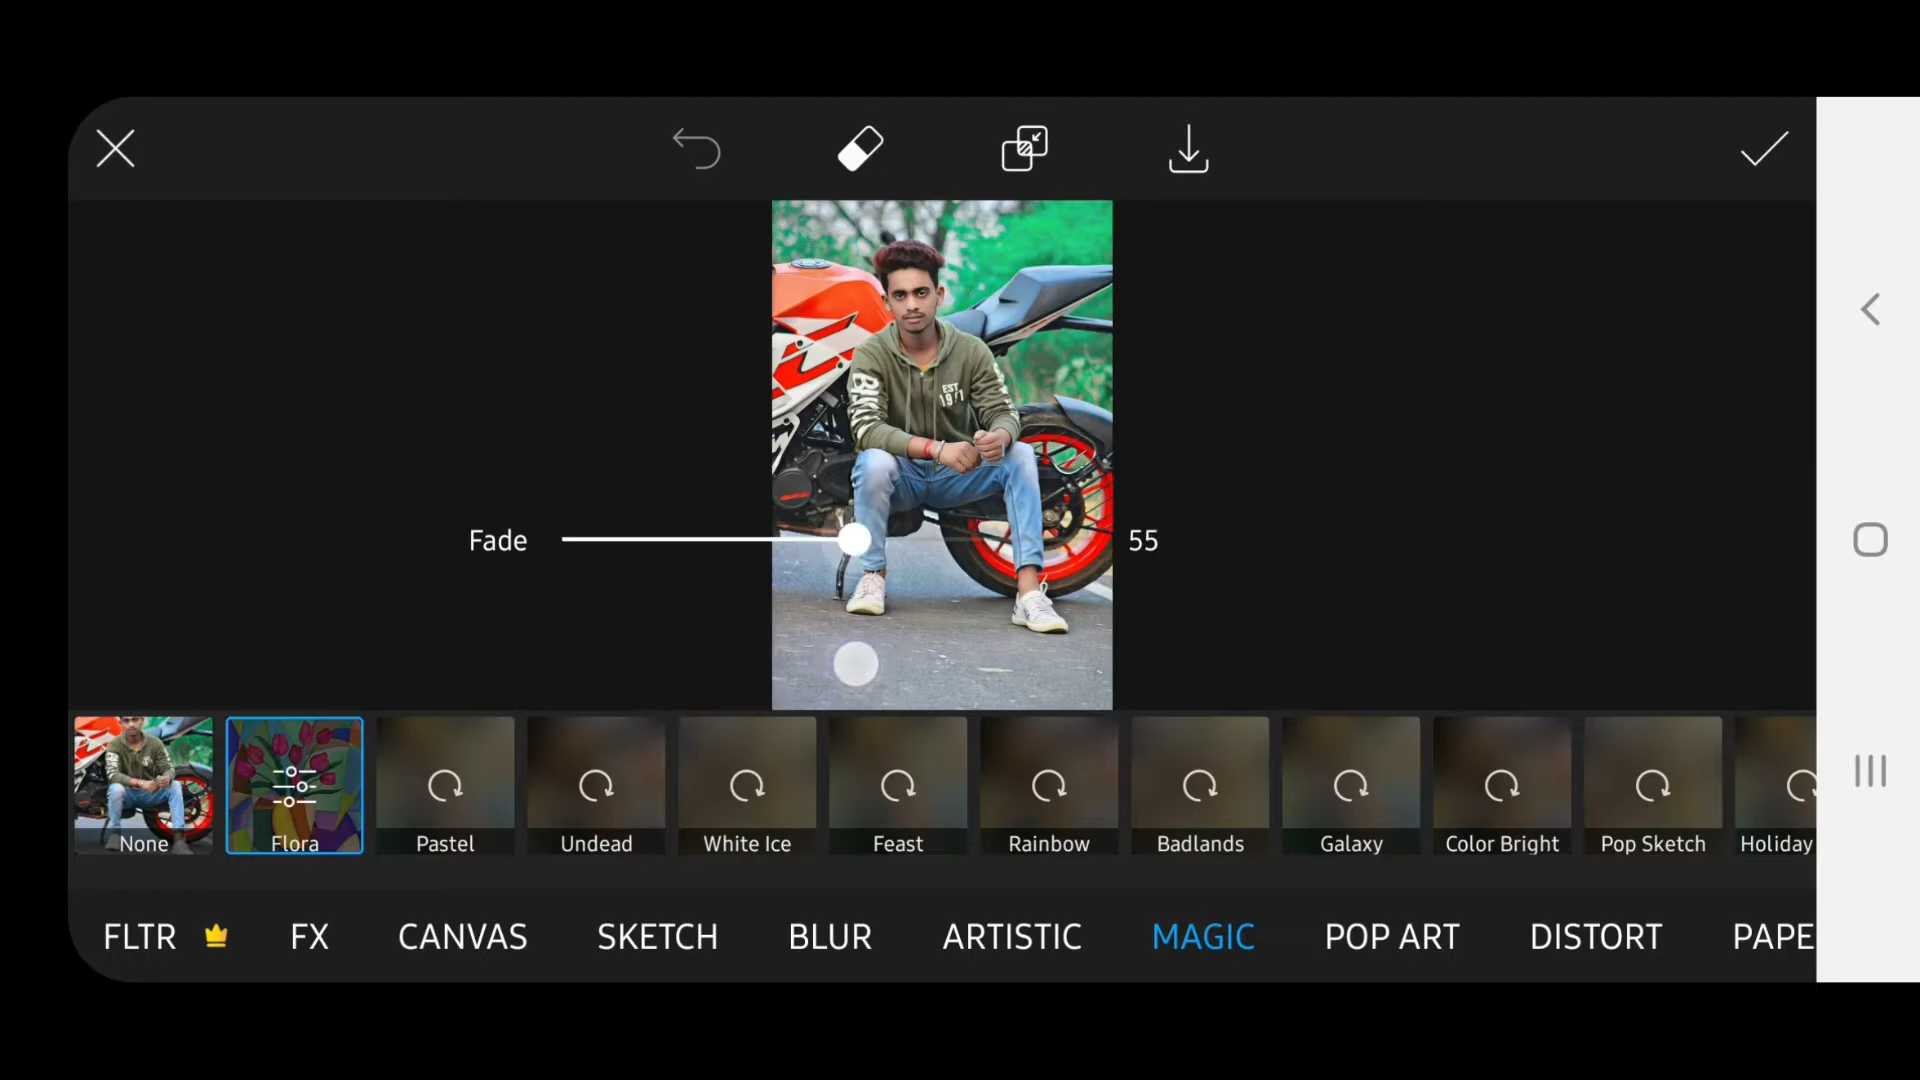 EST
Fade
55
None
Flora
Pastel
Undead
White Ice
Feast
Rainbow
Badlands
Galaxy
Color Bright
Pop Sketch
Holiday
FLTR
FX
CANVAS
SKETCH
BLUR
ARTISTIC
MAGIC
POP ART
DISTORT
PAPE